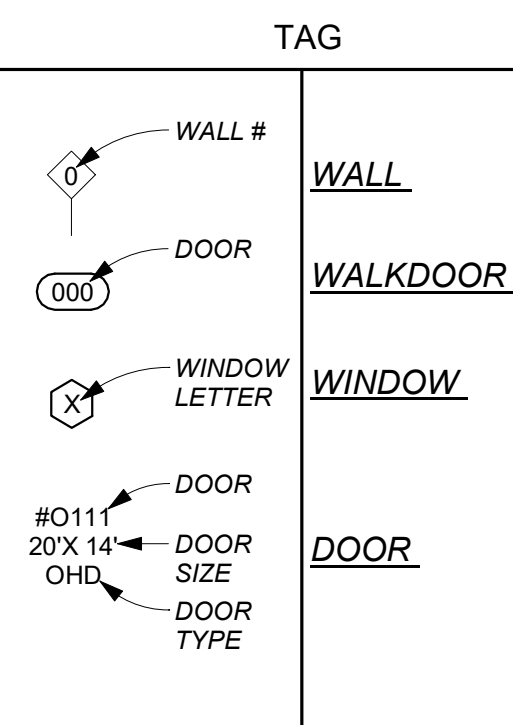 TAG
WALL #
0
WALL
DOOR
000
WALKDOOR
WINDOW
LETTER
X
WINDOW
DOOR
#O111
20'X 14'
DOOR
SIZE
OHD
DOOR
TYPE
DOOR